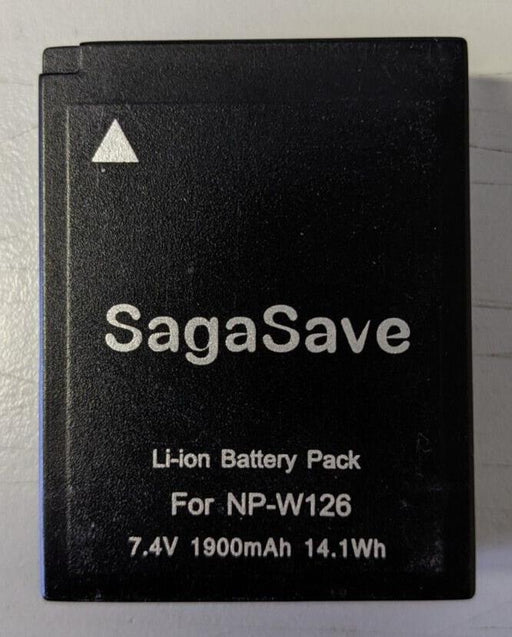 SagaSave
Li-ion Battery Pack
For NP-W126
7.4V 1900mAh 14.1Wh